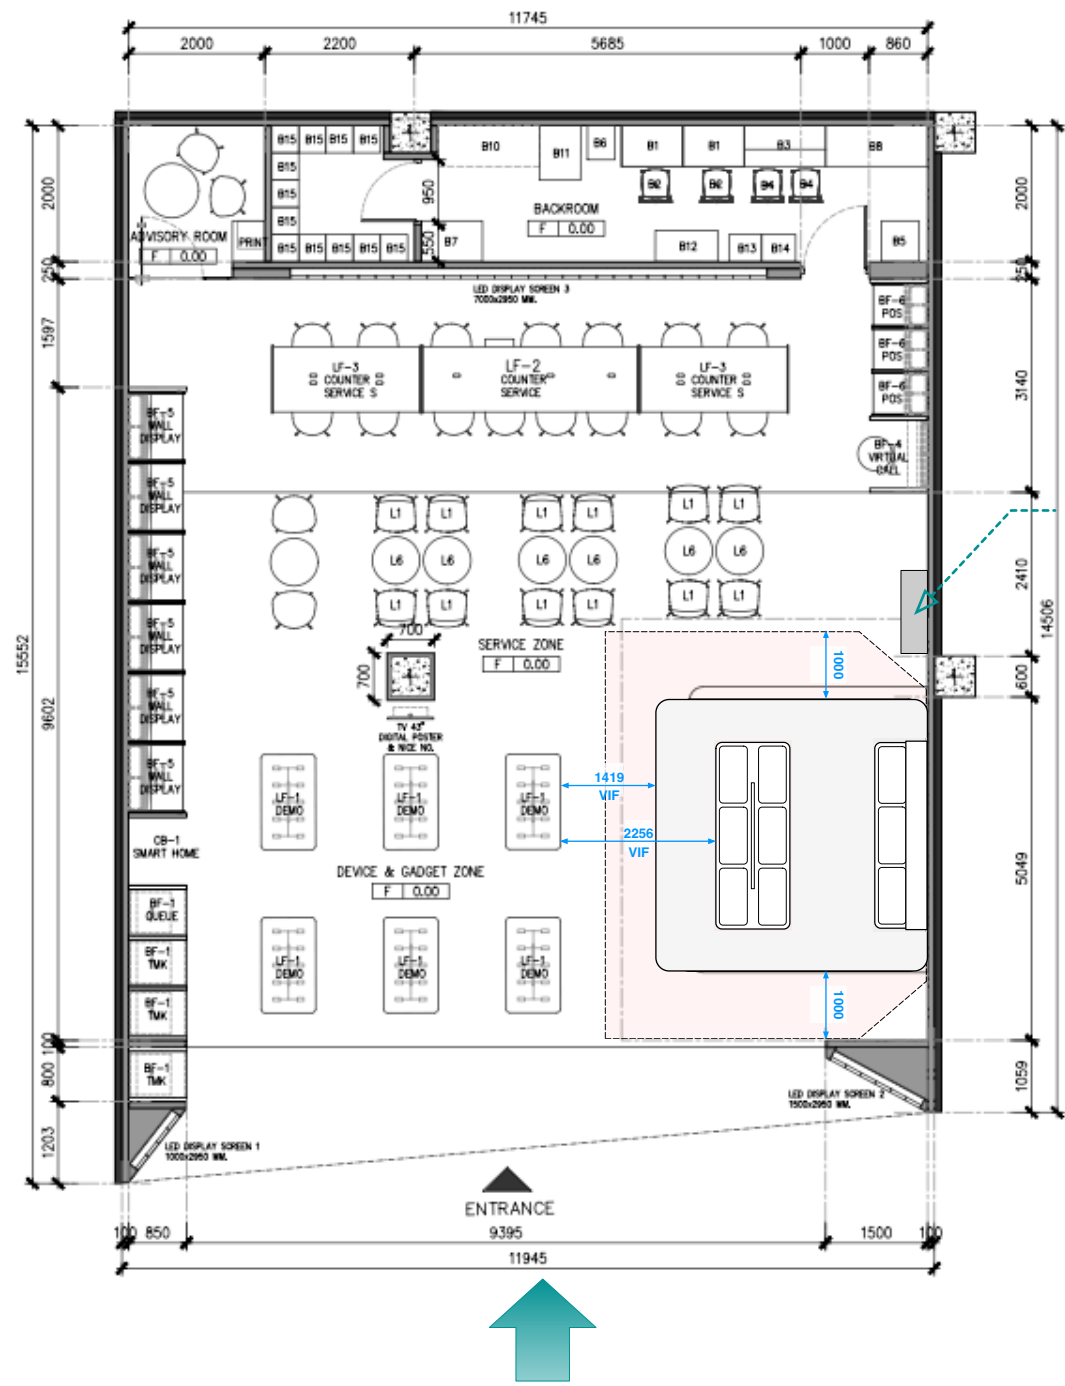 11745
2000
2200
5685
1000
860
B15
B15
B15
B15
B10
B11
B6
B1
B1
B3
B8
B15
B2
B2
B4
B4
2000
B15
950
2000
BACKROOM
F 0.00
B15
ADVISORY ROOM
F 0.00
PRINT
B15
B15
B15
B15
B15
550
B7
B12
B13
B14
B5
250
250
LED DISPLAY SCREEN 3
7000x2950 MM.
BF-6
POS
BF-6
POS
BF-6
POS
1597
3140
LF-3
COUNTER
SERVICE S
LF-2
COUNTER
SERVICE
LF-3
COUNTER
SERVICE S
BF-4
VIRTUAL
CALL
BF-5
WALL
DISPLAY
BF-5
WALL
DISPLAY
BF-5
WALL
DISPLAY
BF-5
WALL
DISPLAY
BF-5
WALL
DISPLAY
BF-5
WALL
DISPLAY
L1
L1
L1
L1
L1
L1
L6
L6
L6
L6
L6
L6
L1
L1
L1
L1
L1
L1
2410
14506
15552
9602
700
700
SERVICE ZONE
F 0.00
1000
600
TV 43"
DIGITAL POSTER
& NICE NO.
1419
VIF
2256
VIF
LF-1
DEMO
LF-1
DEMO
LF-1
DEMO
CB-1
SMART HOME
DEVICE & GADGET ZONE
F 0.00
5049
BF-1
QUEUE
BF-1
TMK
BF-1
TMK
BF-1
TMK
LF-1
DEMO
LF-1
DEMO
LF-1
DEMO
1000
100
800
1203
1059
LED DISPLAY SCREEN 2
1500x2950 MM.
LED DISPLAY SCREEN 1
1000x2950 MM.
ENTRANCE
100
850
9395
1500
100
11945